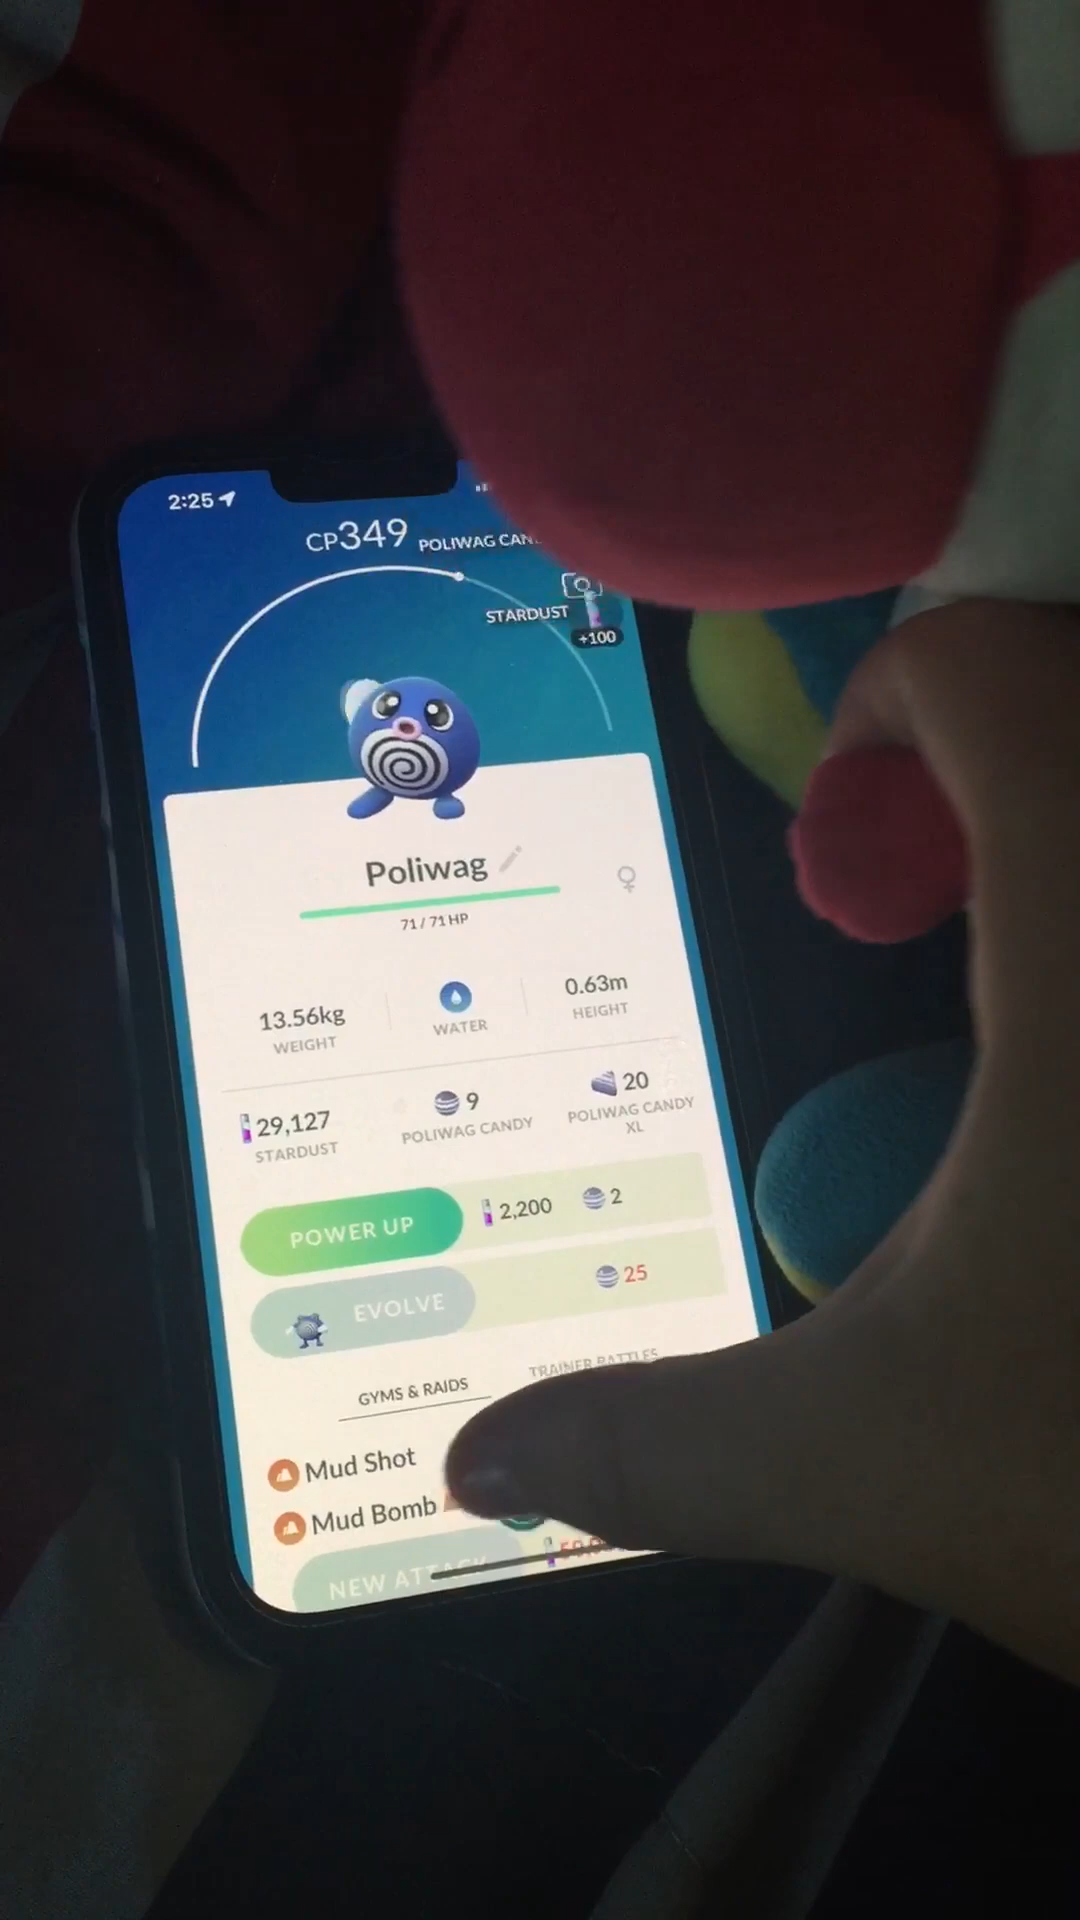 2:25
CP349
POLIWAG CAN
STARDUST
+100
Poliwag
71 / 71 HP
13.56kg
WEIGHT
WATER
0.63m
HEIGHT
29,127
STARDUST
9
POLIWAG CANDY
20
POLIWAG CANDY
XL
POWER UP
2,200
2
EVOLVE
25
GYMS & RAIDS
TRAINER BATTLES
Mud Shot
Mud Bomb
NEW ATTACK